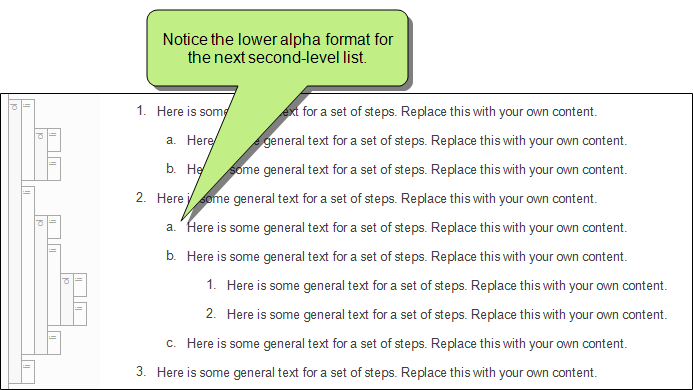 Notice the lower alpha format for
the next second-level list.
1. Here is some text for a set of steps. Replace this with your own content.
a. Here general text for a set of steps. Replace this with your own content.
b. some general text for a set of steps. Replace this with your own content.
2. Here some general text for a set of steps. Replace this with your own content.
a. Here is some general text for a set of steps. Replace this with your own content.
b. Here is some general text for a set of steps. Replace this with your own content.
1. Here is some general text for a set of steps. Replace this with your own content.
2. Here is some general text for a set of steps. Replace this with your own content.
c. Here is some general text for a set of steps. Replace this with your own content.
3. Here is some general text for a set of steps. Replace this with your own content.